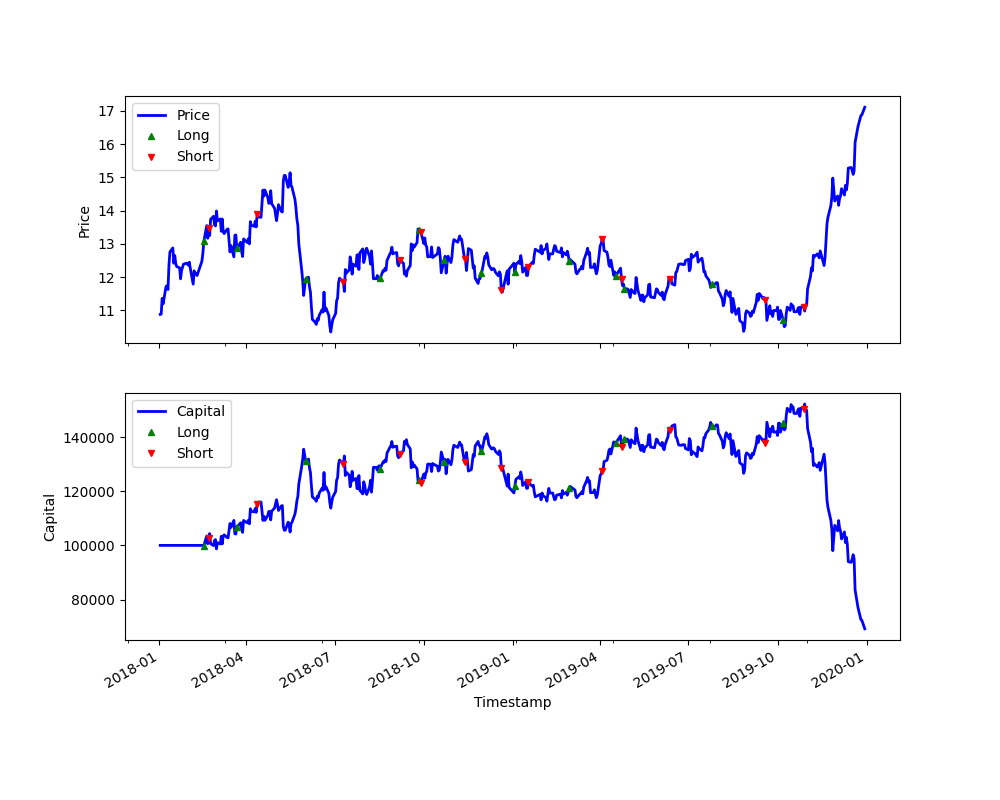 17
16
15
14
13
12
11
Price
Price
Long
Short
140000
120000
100000
80000
Capital
Capital
Long
Short
2018-01
2018-04
2018-07
2018-10
2019-01
2019-04
2019-07
2019-10
2020-01
Timestamp